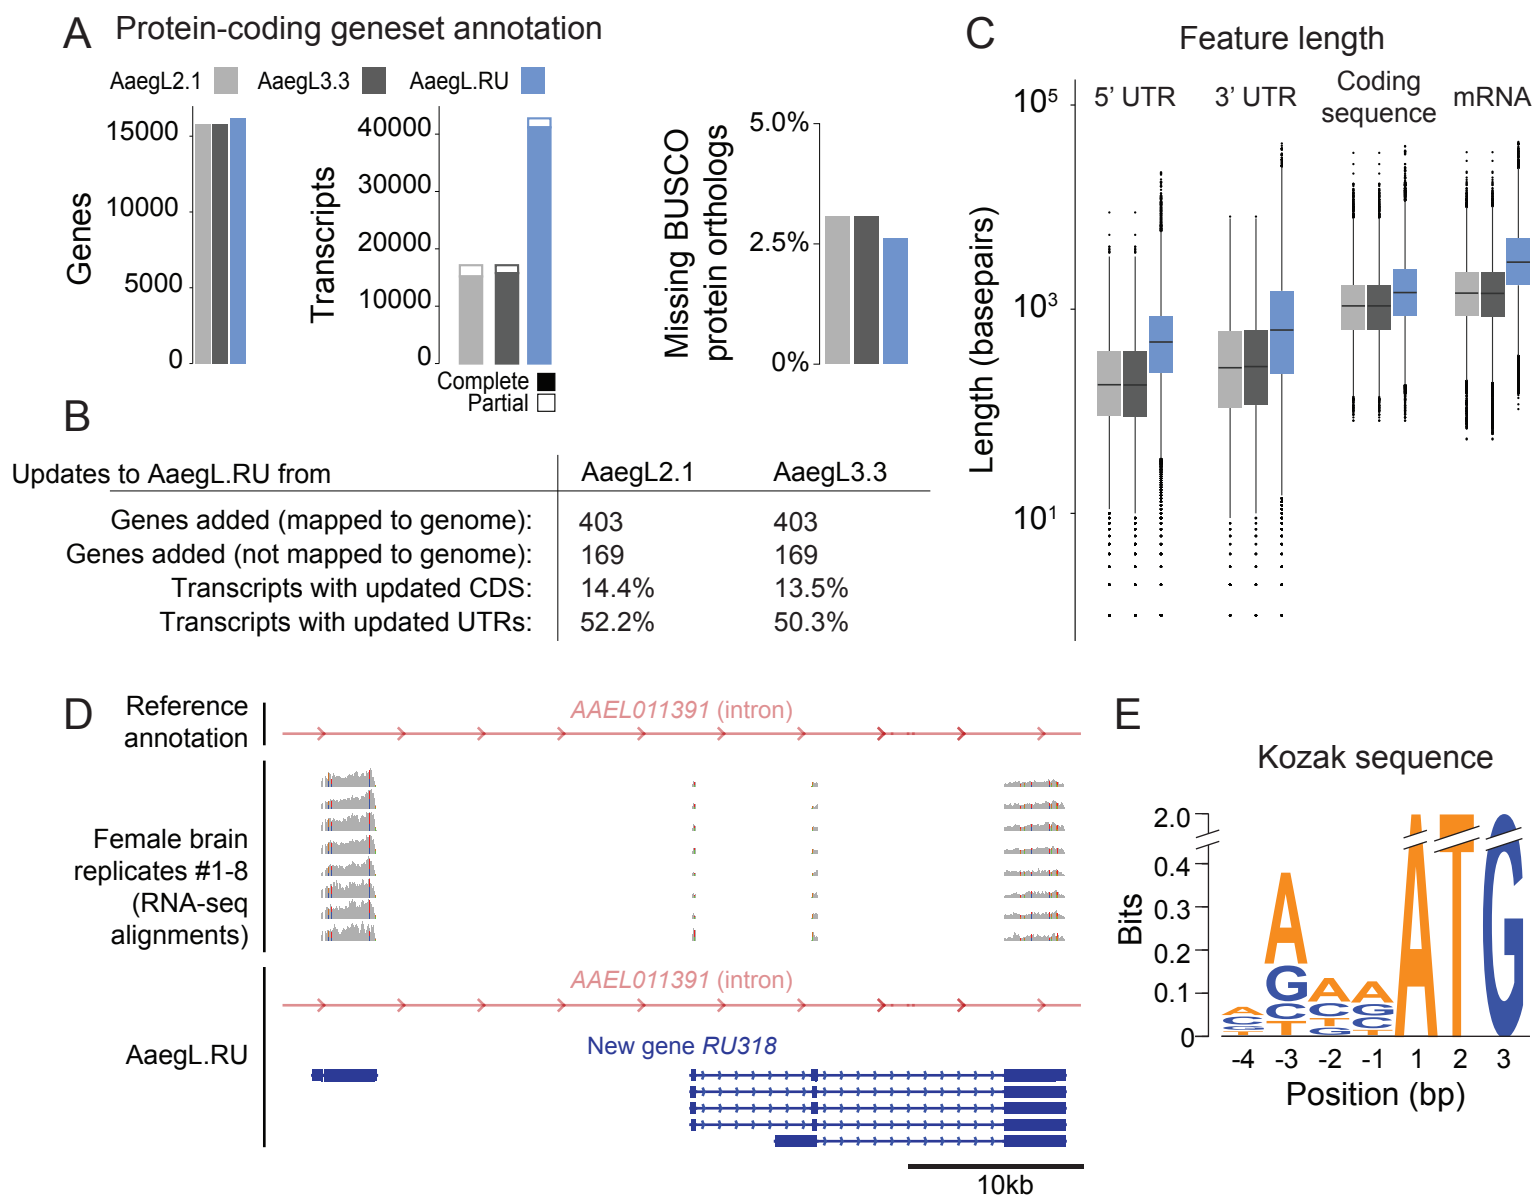 A Protein-coding geneset annotation
AaegL2.1 AaegL3.3 AaegL.RU
Genes
15000
10000
5000
0
Transcripts
40000
30000
20000
10000
0
Complete
Partial
Missing BUSCO
protein orthologs
5.0%
2.5%
0%
B
Updates to AaegL.RU from AaegL2.1 AaegL3.3
Genes added (mapped to genome): 403 403
Genes added (not mapped to genome): 169 169
Transcripts with updated CDS: 14.4% 13.5%
Transcripts with updated UTRs: 52.2% 50.3%
C Feature length
5’ UTR 3’ UTR Coding sequence mRNA
Length (basepairs)
10⁵
10³
10¹
D
Reference
annotation
AAEL011391 (intron)
Female brain
replicates #1-8
(RNA-seq
alignments)
AAEL011391 (intron)
AaegL.RU
New gene RU318
10kb
E
Kozak sequence
Bits
2.0
0.4
0.3
0.2
0.1
0
A C G T
A G C T
A C T G
A G C T
A T G
-4 -3 -2 -1 1 2 3
Position (bp)